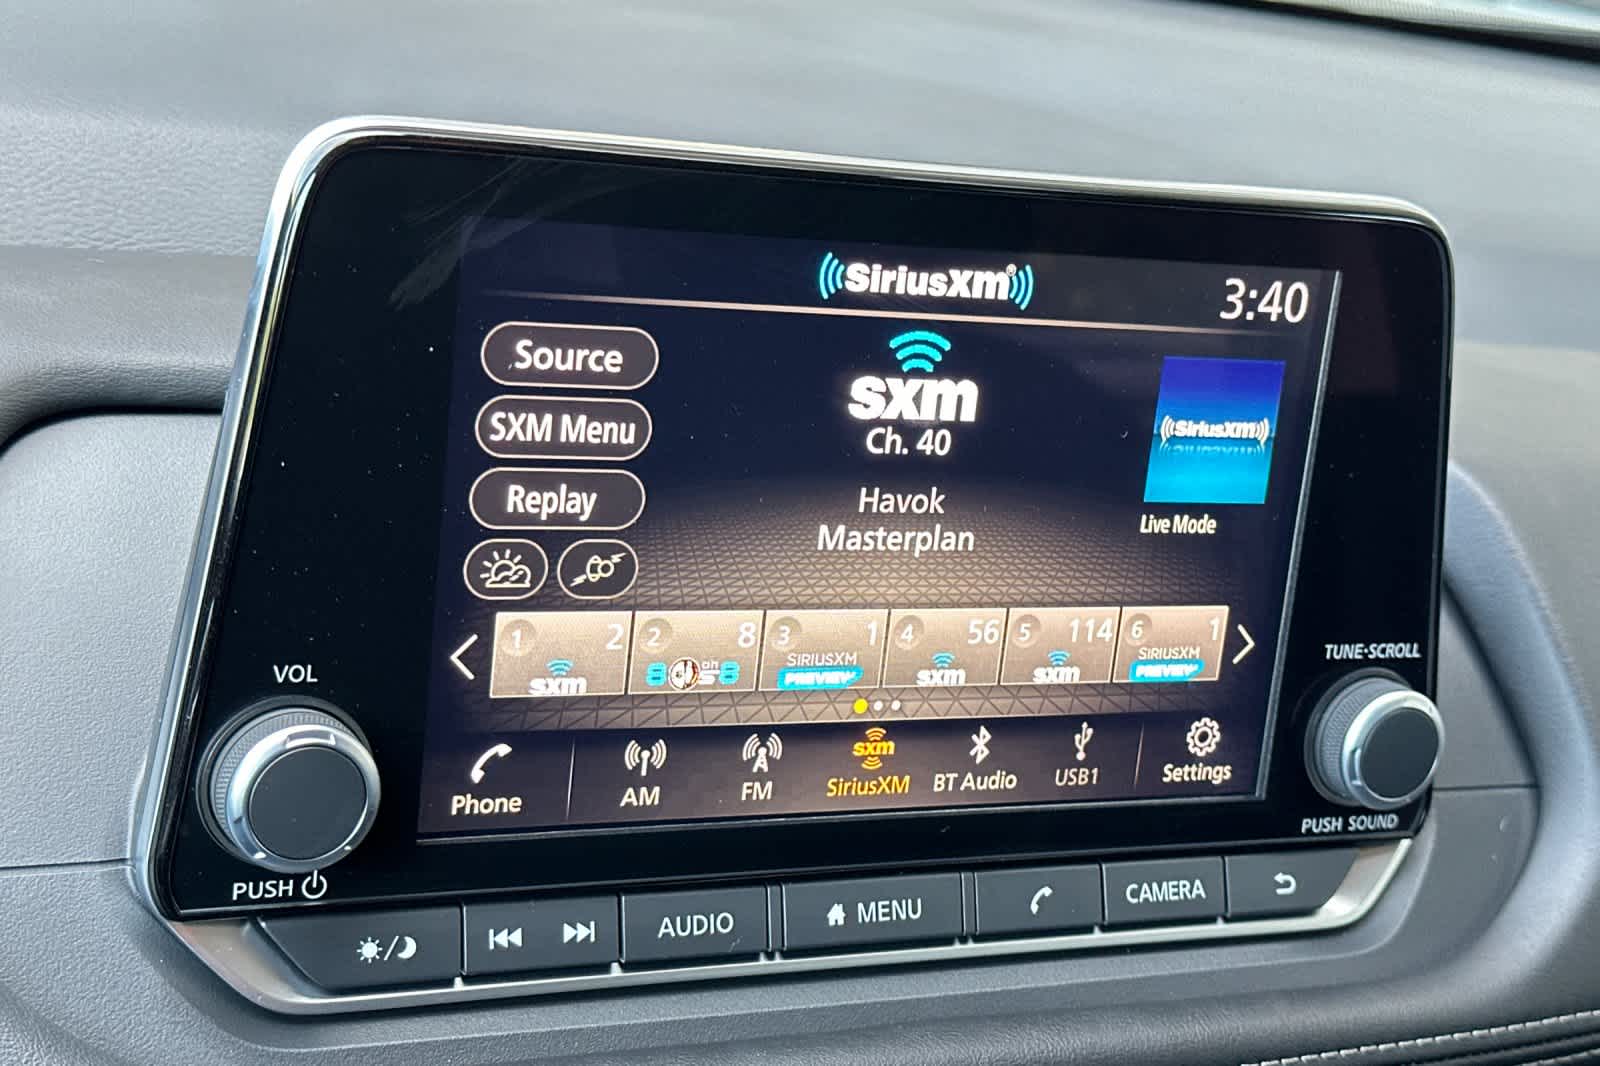 SiriusXM®
3:40
Source
sxm
SXM Menu
Ch. 40
SiriusXM
Replay
Havok
Live Mode
Masterplan
1 2
sxm
2 8
3 1
SIRIUSXM
PREVIEW
4 56
sxm
5 114
sxm
6 1
SIRIUSXM
PREVIEW
VOL
TUNE·SCROLL
Phone
AM
FM
sxm
SiriusXM
BT Audio
USB1
Settings
PUSH
PUSH SOUND
AUDIO
MENU
CAMERA